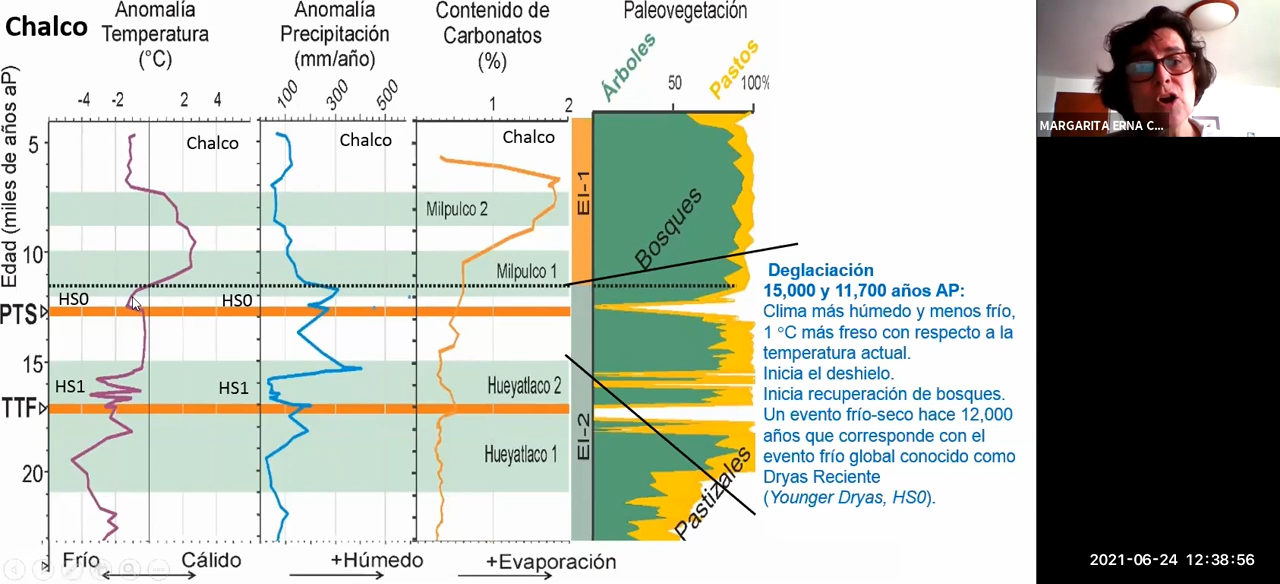 Chalco
Anomalía
Temperatura
(°C)
Anomalía
Precipitación
(mm/año)
Contenido de
Carbonatos
(%)
Paleovegetación
Árboles
50
Pastos
100%
-4 -2 2 4
100 300 500
1 2
Edad (miles de años aP)
5
10
15
20
Chalco
Chalco
Chalco
Milpulco 2
Milpulco 1
Hueyatlaco 2
Hueyatlaco 1
HS0
HS0
PTS
HS1
HS1
TTF
EI-1
EI-2
Bosques
Pastizales
Frío
Cálido
+Húmedo
+Evaporación
Deglaciación
15,000 y 11,700 años AP:
Clima más húmedo y menos frío,
1 °C más freso con respecto a la
temperatura actual.
Inicia el deshielo.
Inicia recuperación de bosques.
Un evento frío-seco hace 12,000
años que corresponde con el
evento frío global conocido como
Dryas Reciente
(Younger Dryas, HS0).
MARGARITA ERNA C...
2021-06-24 12:38:56